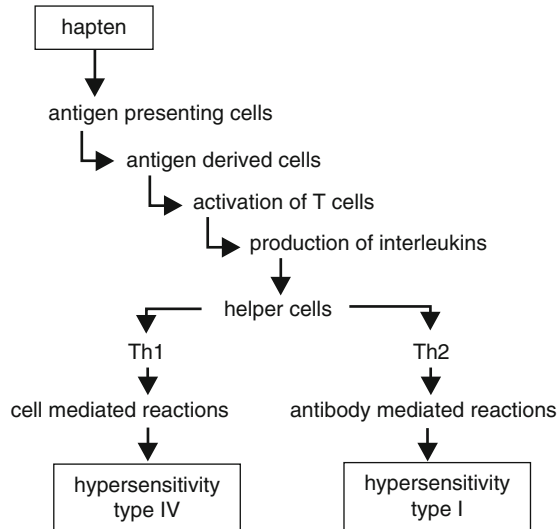 hapten
antigen presenting cells
antigen derived cells
activation of T cells
production of interleukins
helper cells
Th1
Th2
cell mediated reactions
antibody mediated reactions
hypersensitivity
type IV
hypersensitivity
type I